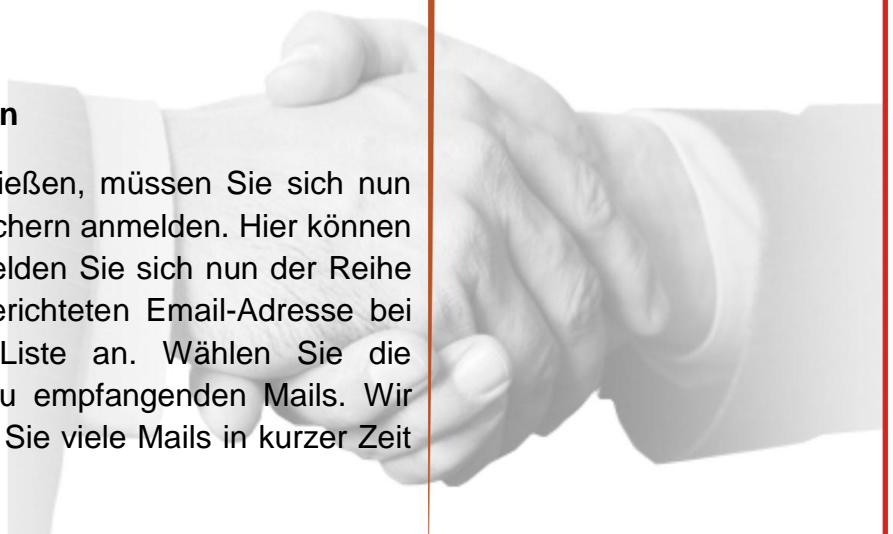 n
ießen, müssen Sie sich nun
chern anmelden. Hier können
elden Sie sich nun der Reihe
erichteten Email-Adresse bei
Liste an. Wählen Sie die
u empfangenden Mails. Wir
Sie viele Mails in kurzer Zeit